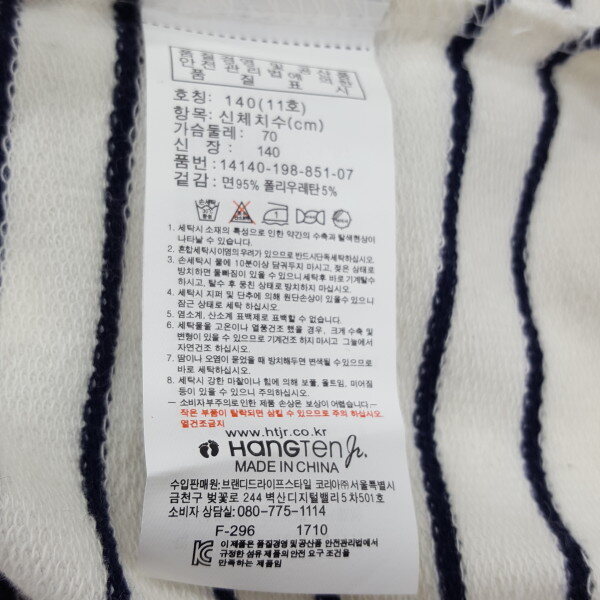 품 질 경영 및 공산품
안전 관리 법에 의한
품 질 표 시
호칭: 140(11호)
항목: 신체치수(cm)
가슴둘레: 70
신 장: 140
품번: 14140-198-851-07
겉감: 면95% 폴리우레탄5%
1. 세탁시 소재의 특성으로 인한 약간의 수축과 탈색현상이
나타날 수 있습니다.
2. 혼합세탁시 이염의 우려가 있으므로 반드시 단독세탁하십시오.
3. 손세탁시 물에 10분이상 담궈두지 마시고, 젖은 상태로
방치하면 물빠짐이 있을 수 있으니 세탁후 바로 기계탈수
하시고, 탈수 후 뭉친 상태로 방치하지 마십시오.
4. 세탁시 지퍼 및 단추에 의해 원단손상이 있을수 있으니
잠근 상태로 세탁 하십시오.
5. 염소계, 산소계 표백제로 표백할 수 없습니다.
6. 세탁물을 고온이나 열풍건조 했을 경우, 크게 수축 및
변형이 있을 수 있으므로 기계건조 하지 마시고 그늘에서
자연건조 하십시오.
7. 땀이나 오염이 묻었을 때 방치해두면 변색될 수 있으므로
바로 세탁하십시오.
8. 세탁시 강한 마찰이나 힘에 의해 보풀, 올트임, 미어짐
등이 있을 수 있으니 주의하십시오.
– 소비자부주의로 인한 제품 손상은 보상이 어렵습니다.
작은 부품이 탈락되면 삼킬 수 있으므로 주의 하십시오.
열건조금지
www.htjr.co.kr
HANGTEN Jr.
MADE IN CHINA
수입판매원: 브랜디드라이프스타일 코리아㈜ 서울특별시
금천구 벚꽃로 244 벽산디지털밸리 5차501호
소비자 상담실: 080-775-1114
F-296 1710
이 제품은 품질경영 및 공산품 안전관리법에서
규정한 섬유 제품의 안전 요구 조건을
만족하는 제품임